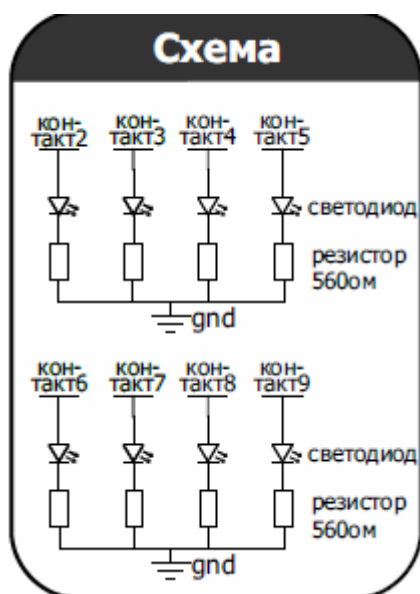 Схема
кон- кон- кон- кон-
такт2 такт3 такт4 такт5
светодиод
резистор
560ом
gnd
кон- кон- кон- кон-
такт6 такт7 такт8 такт9
светодиод
резистор
560ом
gnd